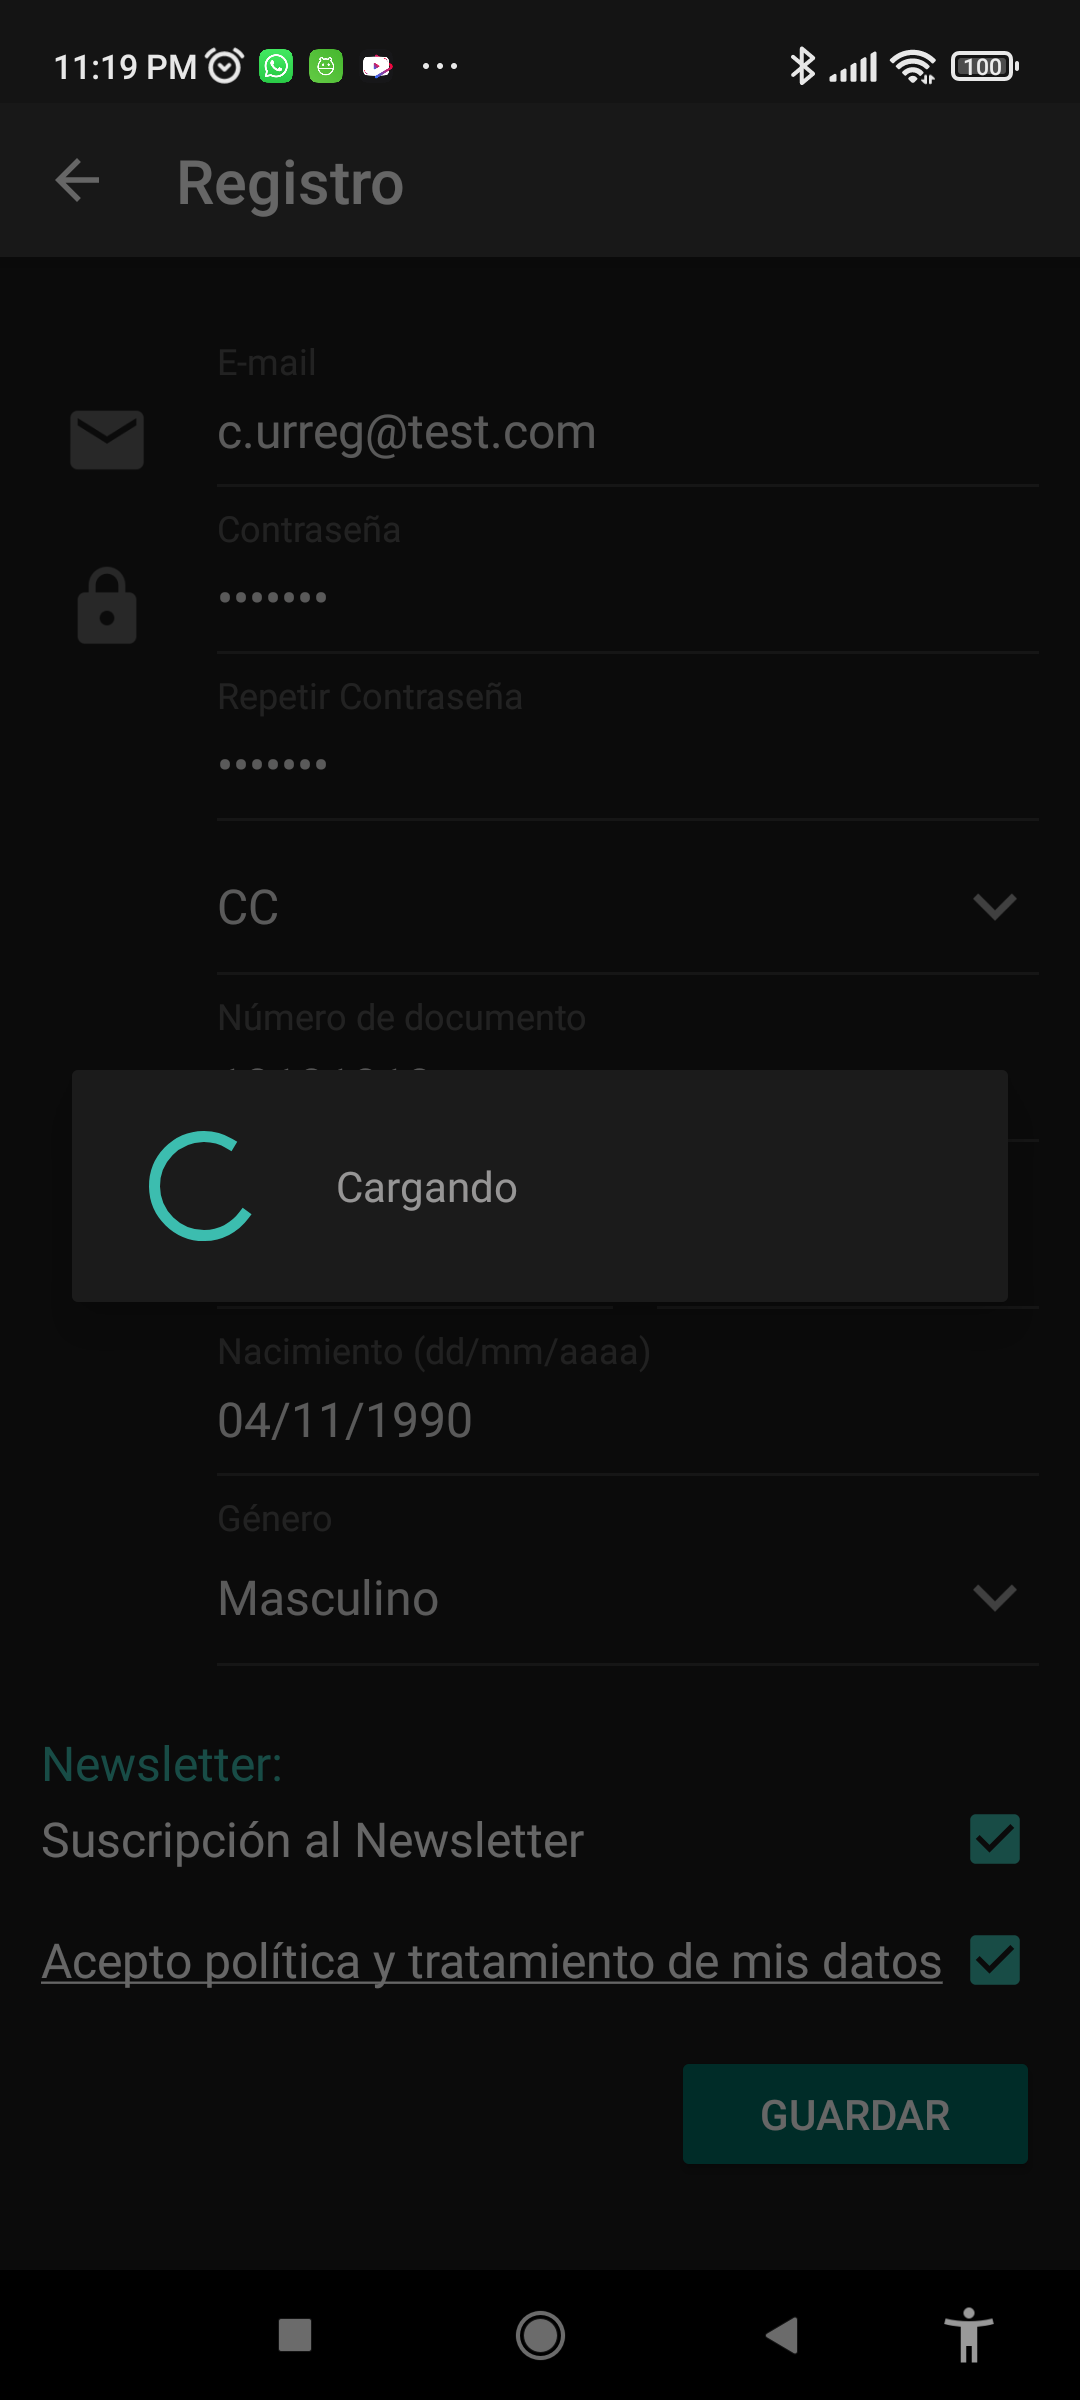 11:19 PM
100
Registro
E-mail
c.urreg@test.com
Contraseña
•••••••
Repetir Contraseña
•••••••
CC
Número de documento
Cargando
Nacimiento (dd/mm/aaaa)
04/11/1990
Género
Masculino
Newsletter:
Suscripción al Newsletter
Acepto política y tratamiento de mis datos
GUARDAR